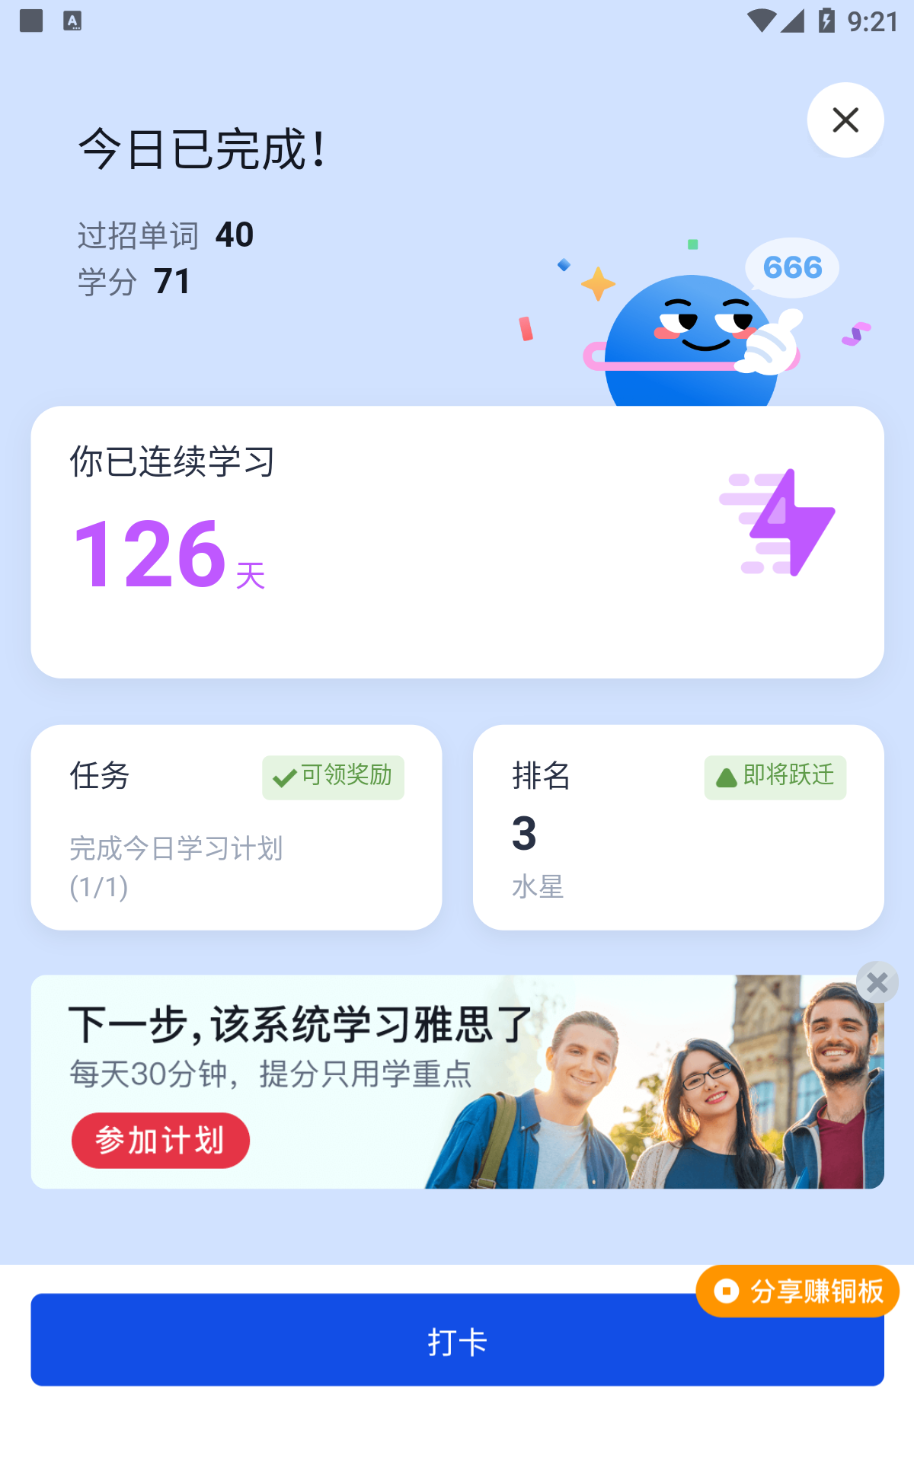 A
9:21
今日已完成!
过招单词 40
学分 71
666
你已连续学习
126 天
任务
可领奖励
完成今日学习计划
(1/1)
排名
即将跃迁
3
水星
下一步,该系统学习雅思了
每天30分钟，提分只用学重点
参加计划
分享赚铜板
打卡